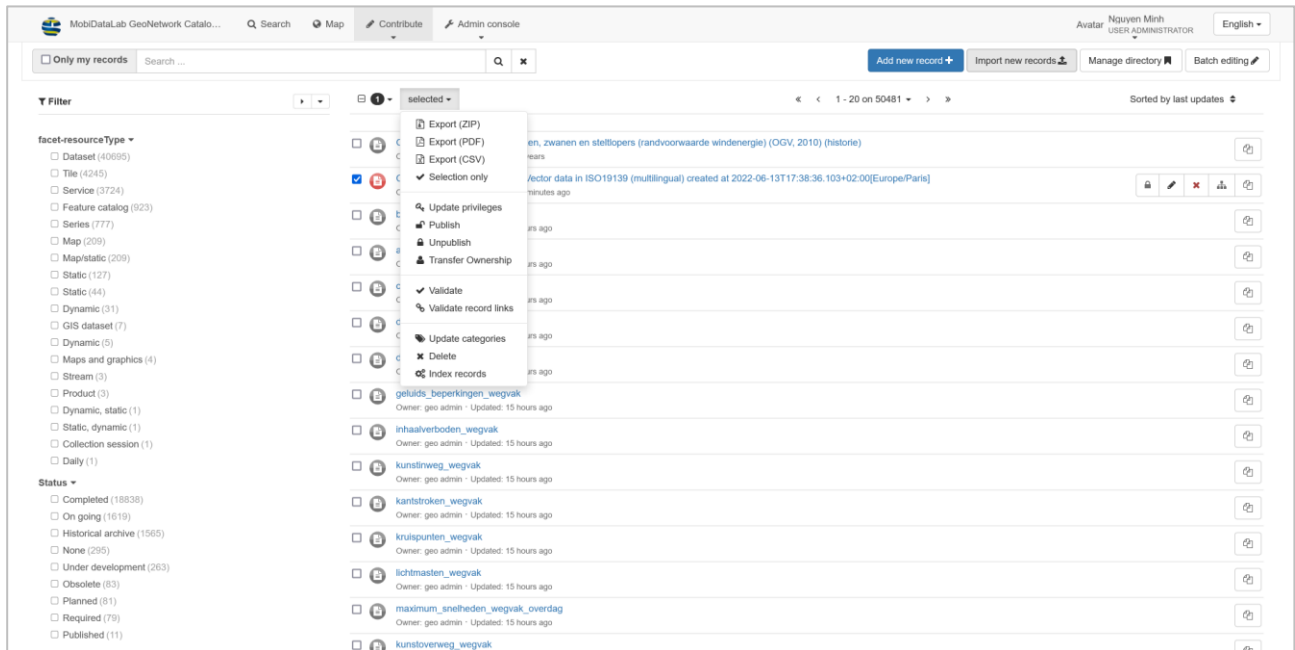 MobiDataLab GeoNetwork Catalo...
Search
Map
Contribute
Admin console
Avatar
Nguyen Minh
USER ADMINISTRATOR
English
Only my records
Search ...
Add new record
Import new records
Manage directory
Batch editing
Filter
1
selected
1 - 20 on 50481
Sorted by last updates
facet-resourceType
Dataset (40695)
Tile (4245)
Service (3724)
Feature catalog (923)
Series (777)
Map (209)
Map/static (209)
Static (127)
Static (44)
Dynamic (31)
GIS dataset (7)
Dynamic (5)
Maps and graphics (4)
Stream (3)
Product (3)
Dynamic, static (1)
Static, dynamic (1)
Collection session (1)
Daily (1)
Status
Completed (18838)
On going (1619)
Historical archive (1565)
None (295)
Under development (263)
Obsolete (83)
Planned (81)
Required (79)
Published (11)
Export (ZIP)
Export (PDF)
Export (CSV)
Selection only
Update privileges
Publish
Unpublish
Transfer Ownership
Validate
Validate record links
Update categories
Delete
Index records
zwanen en steltlopers (randvoorwaarde windenergie) (OGV, 2010) (historie)
years
Vector data in ISO19139 (multilingual) created at 2022-06-13T17:38:36.103+02:00[Europe/Paris]
minutes ago
ago
ago
ago
ago
ago
geluids_beperkingen_wegvak
Owner: geo admin · Updated: 15 hours ago
inhaalverboden_wegvak
Owner: geo admin · Updated: 15 hours ago
kunstinweg_wegvak
Owner: geo admin · Updated: 15 hours ago
kantstroken_wegvak
Owner: geo admin · Updated: 15 hours ago
kruispunten_wegvak
Owner: geo admin · Updated: 15 hours ago
lichtmasten_wegvak
Owner: geo admin · Updated: 15 hours ago
maximum_snelheden_wegvak_overdag
Owner: geo admin · Updated: 15 hours ago
kunstoverweg_wegvak